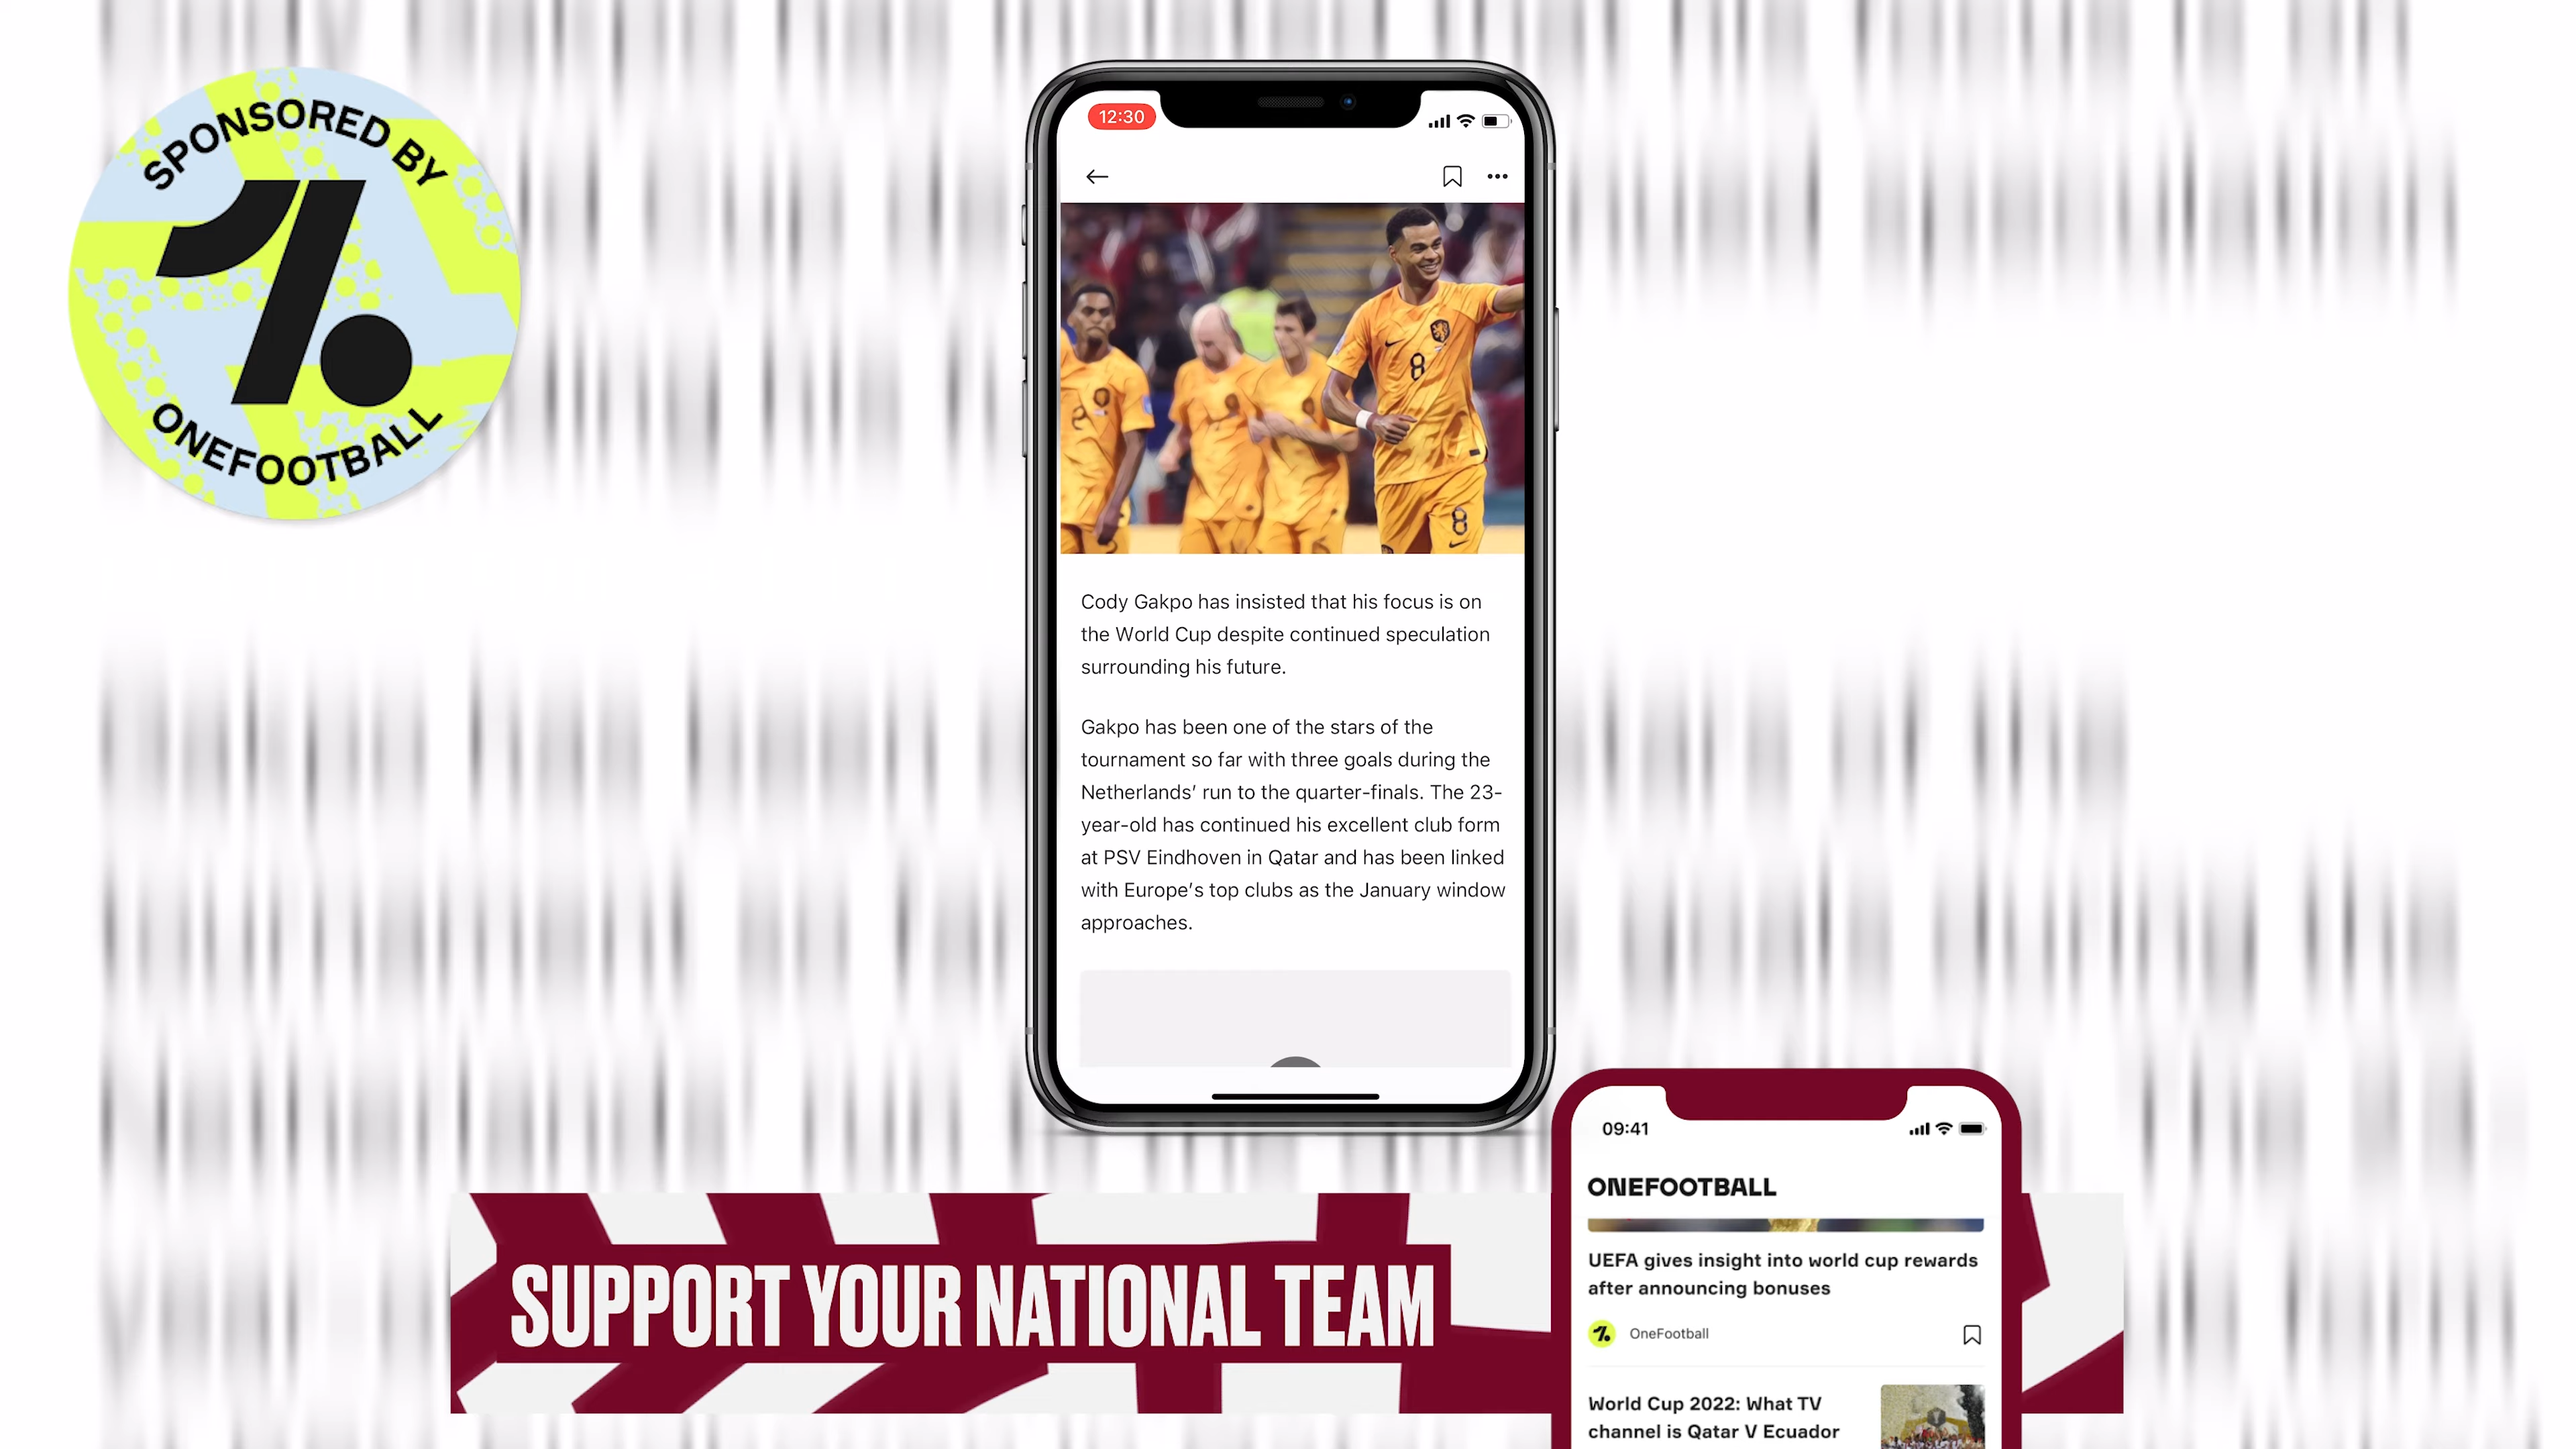 SPONSORED BY
ONEFOOTBALL
12:30
8
8
Cody Gakpo has insisted that his focus is on
the World Cup despite continued speculation
surrounding his future.
Gakpo has been one of the stars of the
tournament so far with three goals during the
Netherlands’ run to the quarter-finals. The 23-
year-old has continued his excellent club form
at PSV Eindhoven in Qatar and has been linked
with Europe’s top clubs as the January window
approaches.
SUPPORT YOUR NATIONAL TEAM
09:41
ONEFOOTBALL
UEFA gives insight into world cup rewards
after announcing bonuses
OneFootball
World Cup 2022: What TV
channel is Qatar V Ecuador